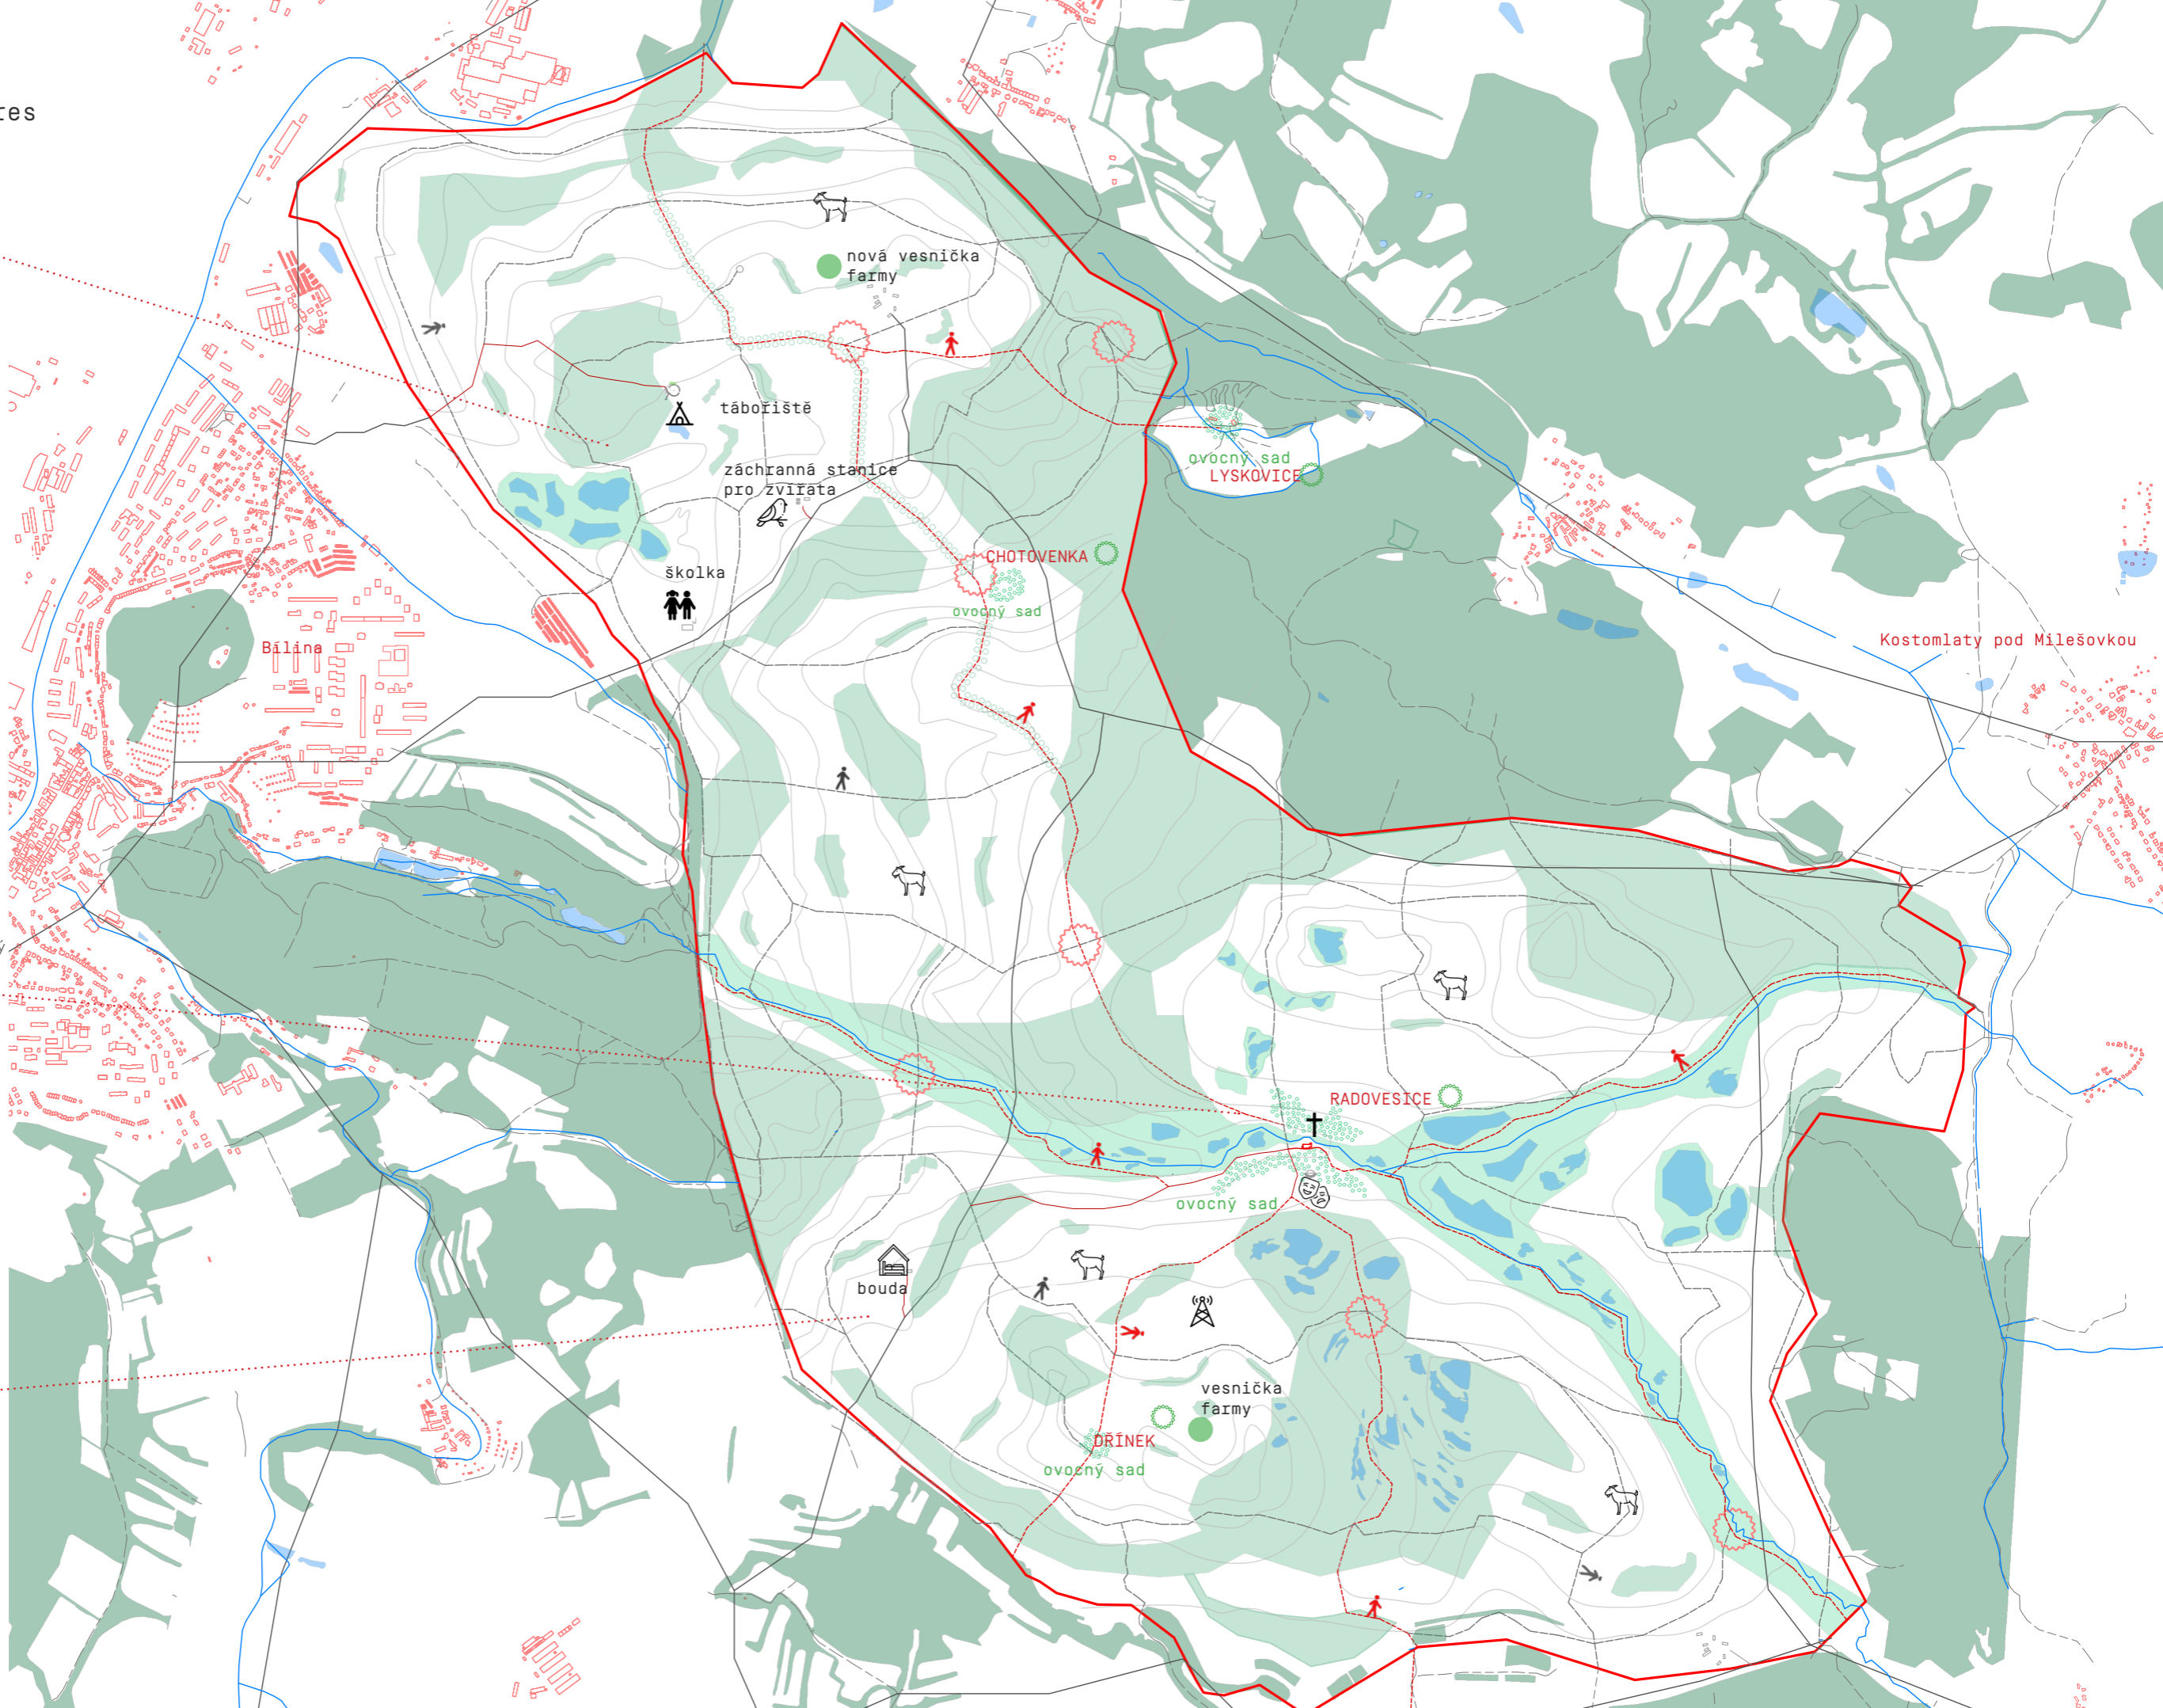 res
nová vesnička
farmy
tábořiště
ovocný sad
LYSKOVICE
záchranná stanice
pro zvířata
CHOTOVENKA
školka
ovocný sad
Bílina
Kostomlaty pod Milešovkou
y
RADOVESICE
ovocný sad
bouda
vesnička
farmy
DŘÍNEK
ovocný sad